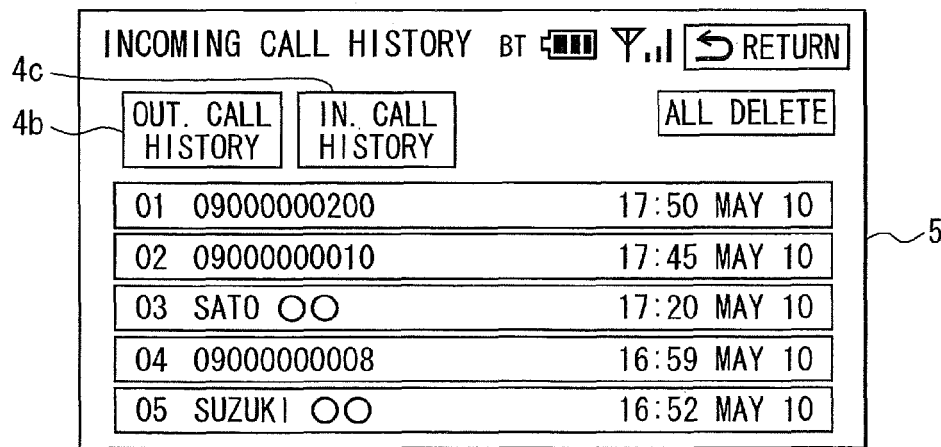 INCOMING CALL HISTORY BT RETURN
4c
4b
OUT. CALL HISTORY
IN. CALL HISTORY
ALL DELETE
01 09000000200 17:50 MAY 10
5
02 09000000010 17:45 MAY 10
03 SATO ○○ 17:20 MAY 10
04 09000000008 16:59 MAY 10
05 SUZUKI ○○ 16:52 MAY 10